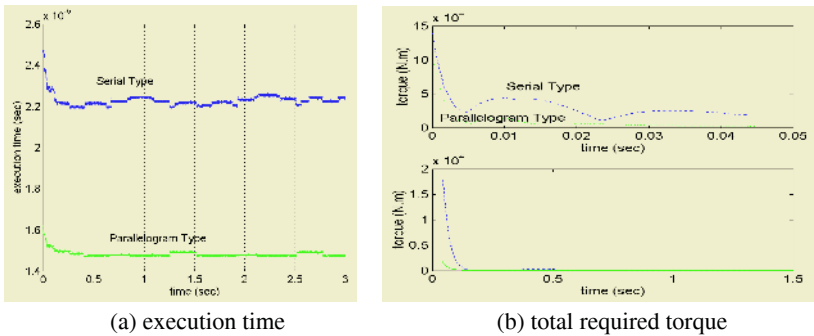 x 10
2.6
2.4
2.2
2
1.8
1.6
1.4
0
0.5
1
1.5
2
2.5
3
execution time (sec)
Serial Type
Parallelogram Type
time (sec)
(a) execution time
x 10
15
10
5
0
0
0.01
0.02
0.03
0.04
0.05
torque (N.m)
Serial Type
Parallelogram Type
time (sec)
x 10
2
1.5
1
0.5
0
0
0.5
1
1.5
torque (N.m)
time (sec)
(b) total required torque